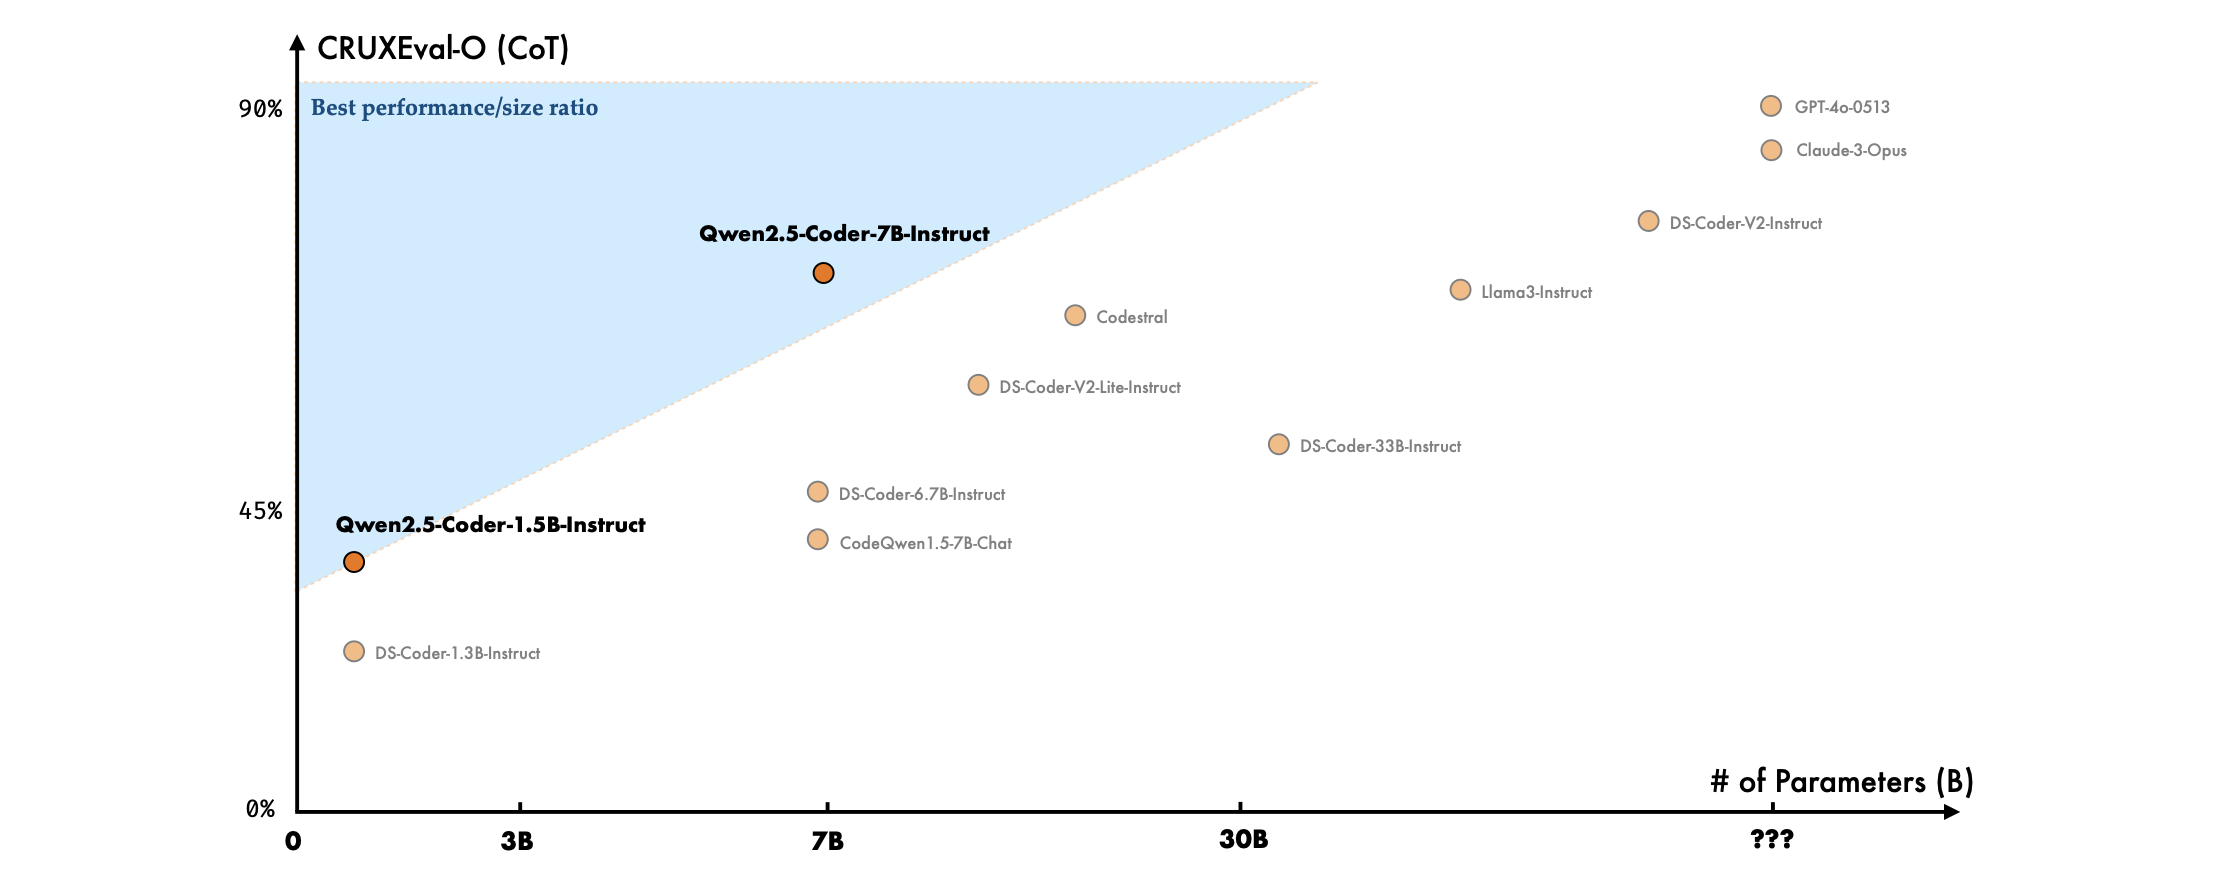 CRUXEval-O (CoT)
90%
Best performance/size ratio
GPT-4o-0513
Claude-3-Opus
Qwen2.5-Coder-7B-Instruct
DS-Coder-V2-Instruct
Llama3-Instruct
Codestral
DS-Coder-V2-Lite-Instruct
DS-Coder-33B-Instruct
DS-Coder-6.7B-Instruct
45%
Qwen2.5-Coder-1.5B-Instruct
CodeQwen1.5-7B-Chat
DS-Coder-1.3B-Instruct
# of Parameters (B)
0%
0
3B
7B
30B
???